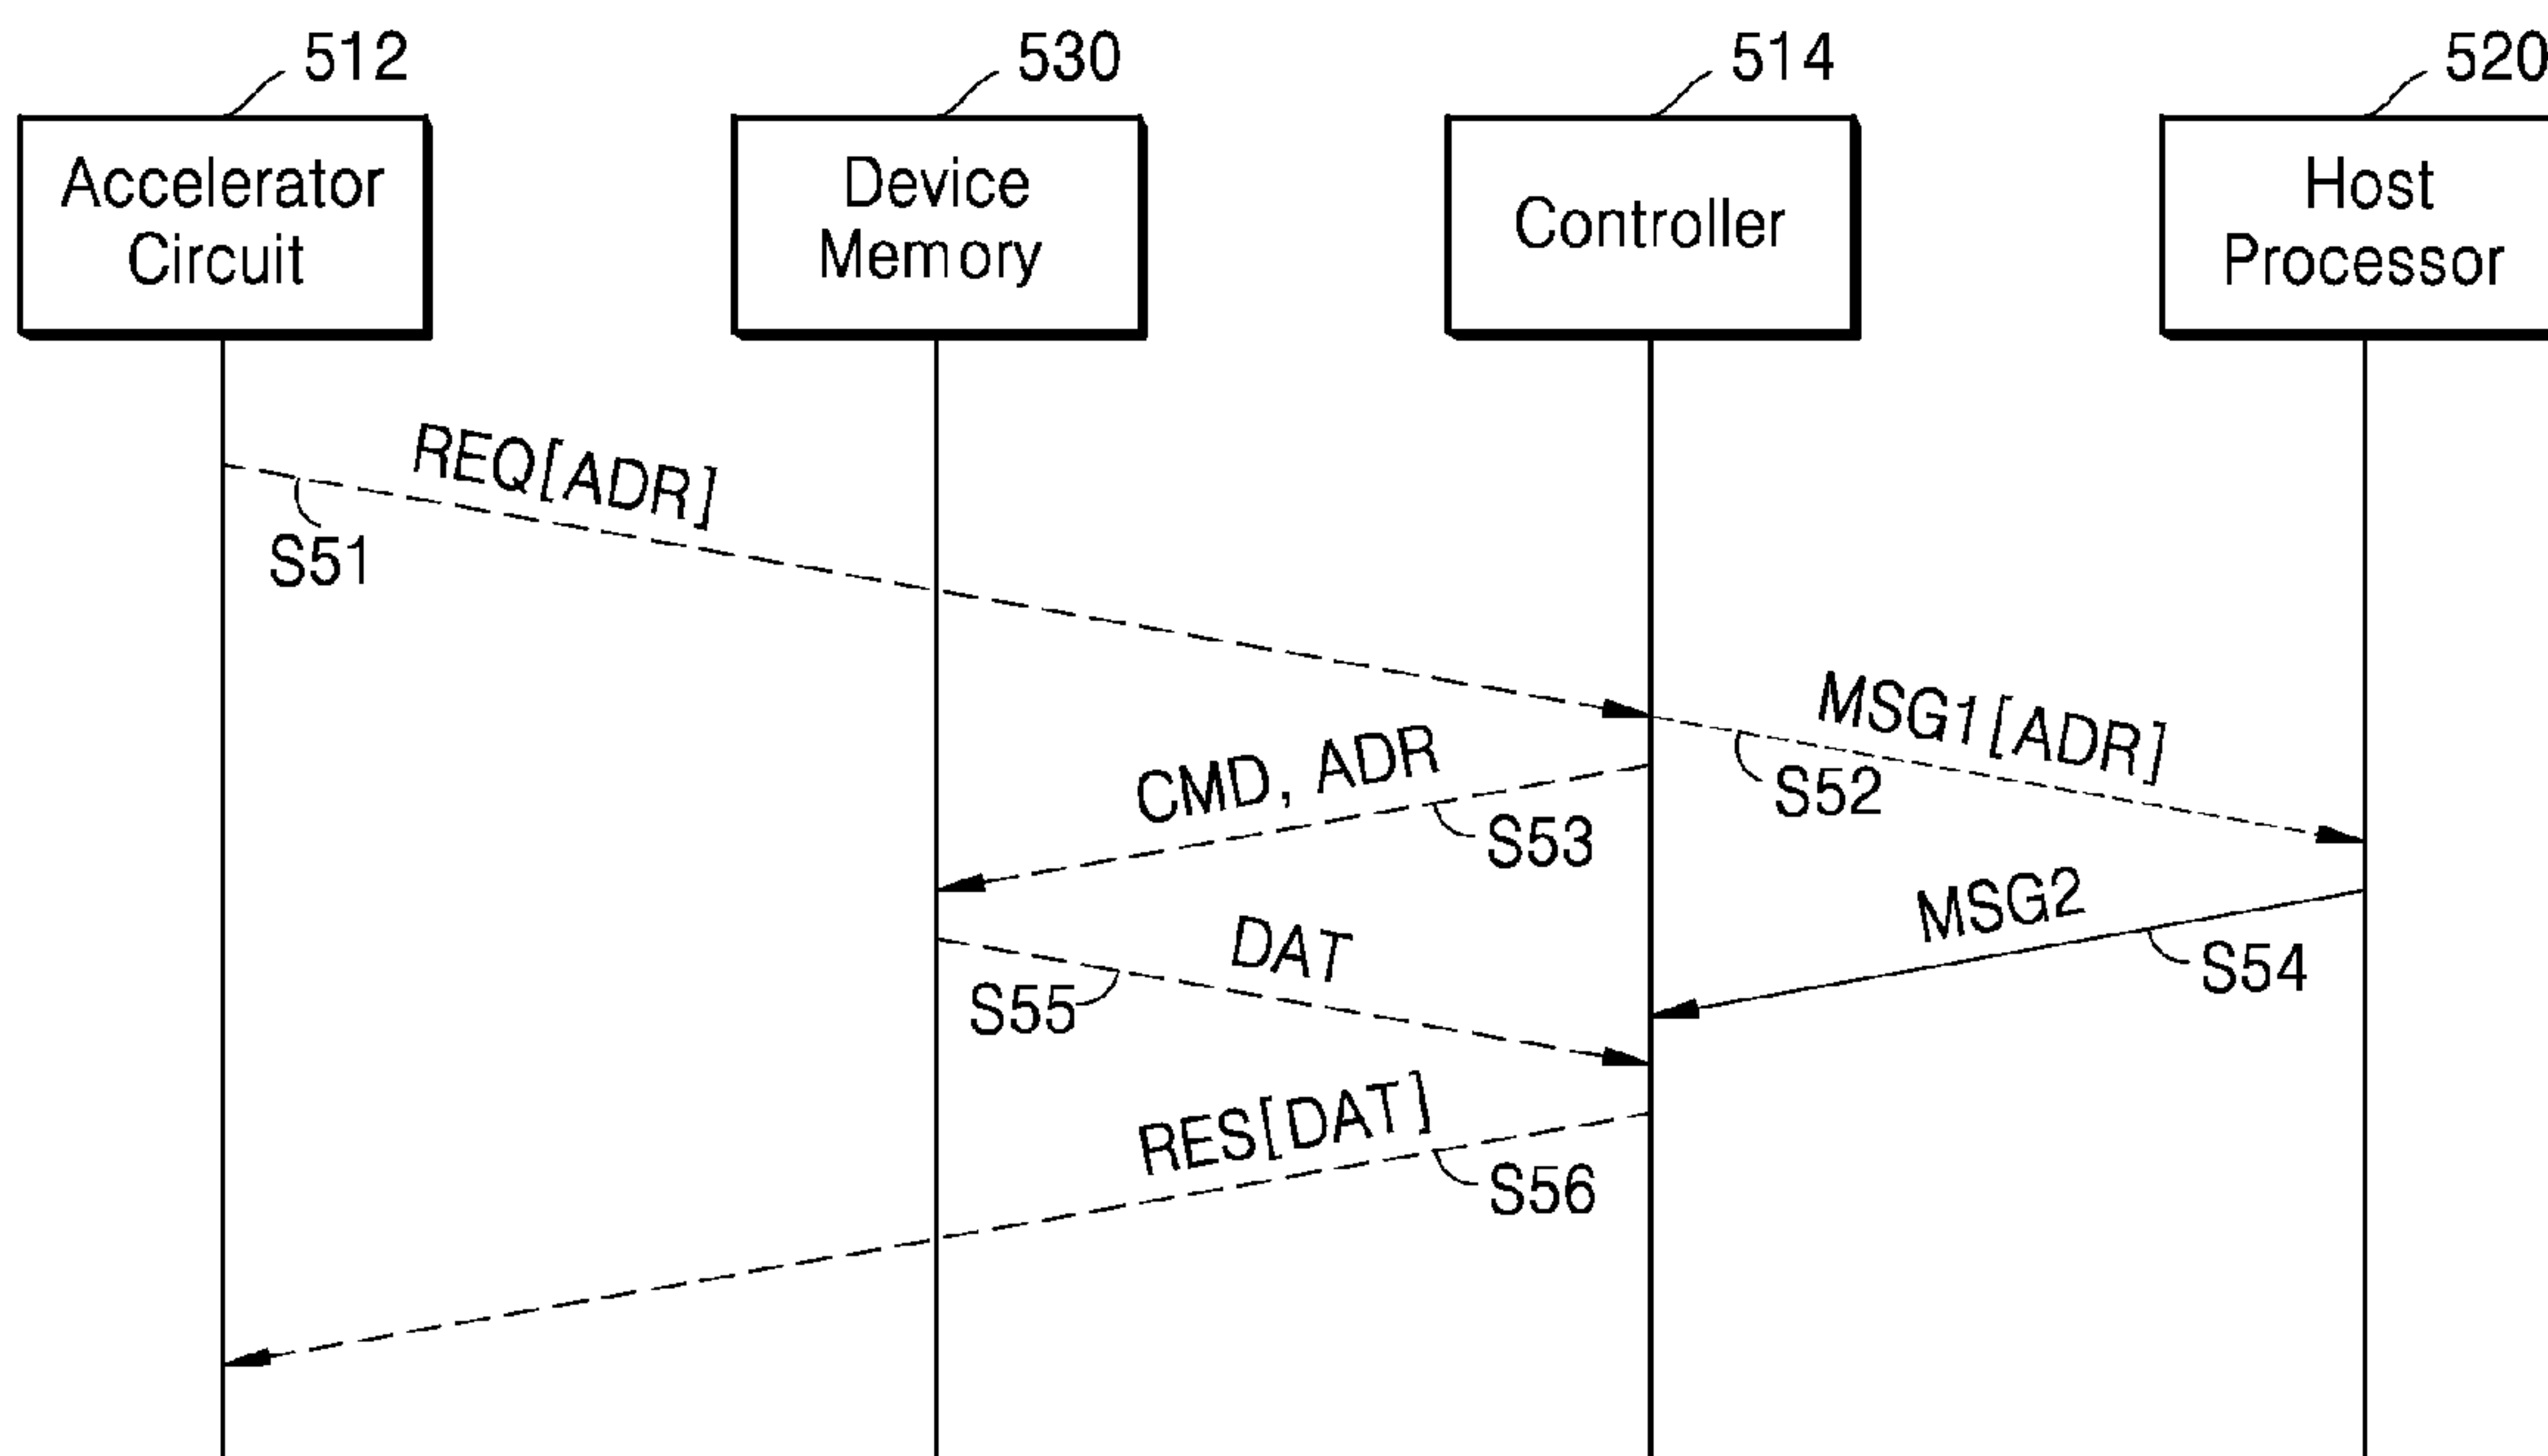 512
530
514
520
Accelerator
Circuit
Device
Memory
Controller
Host
Processor
REQ[ADR]
S51
MSG1[ADR]
S52
CMD, ADR
S53
MSG2
S54
DAT
S55
RES[DAT]
S56